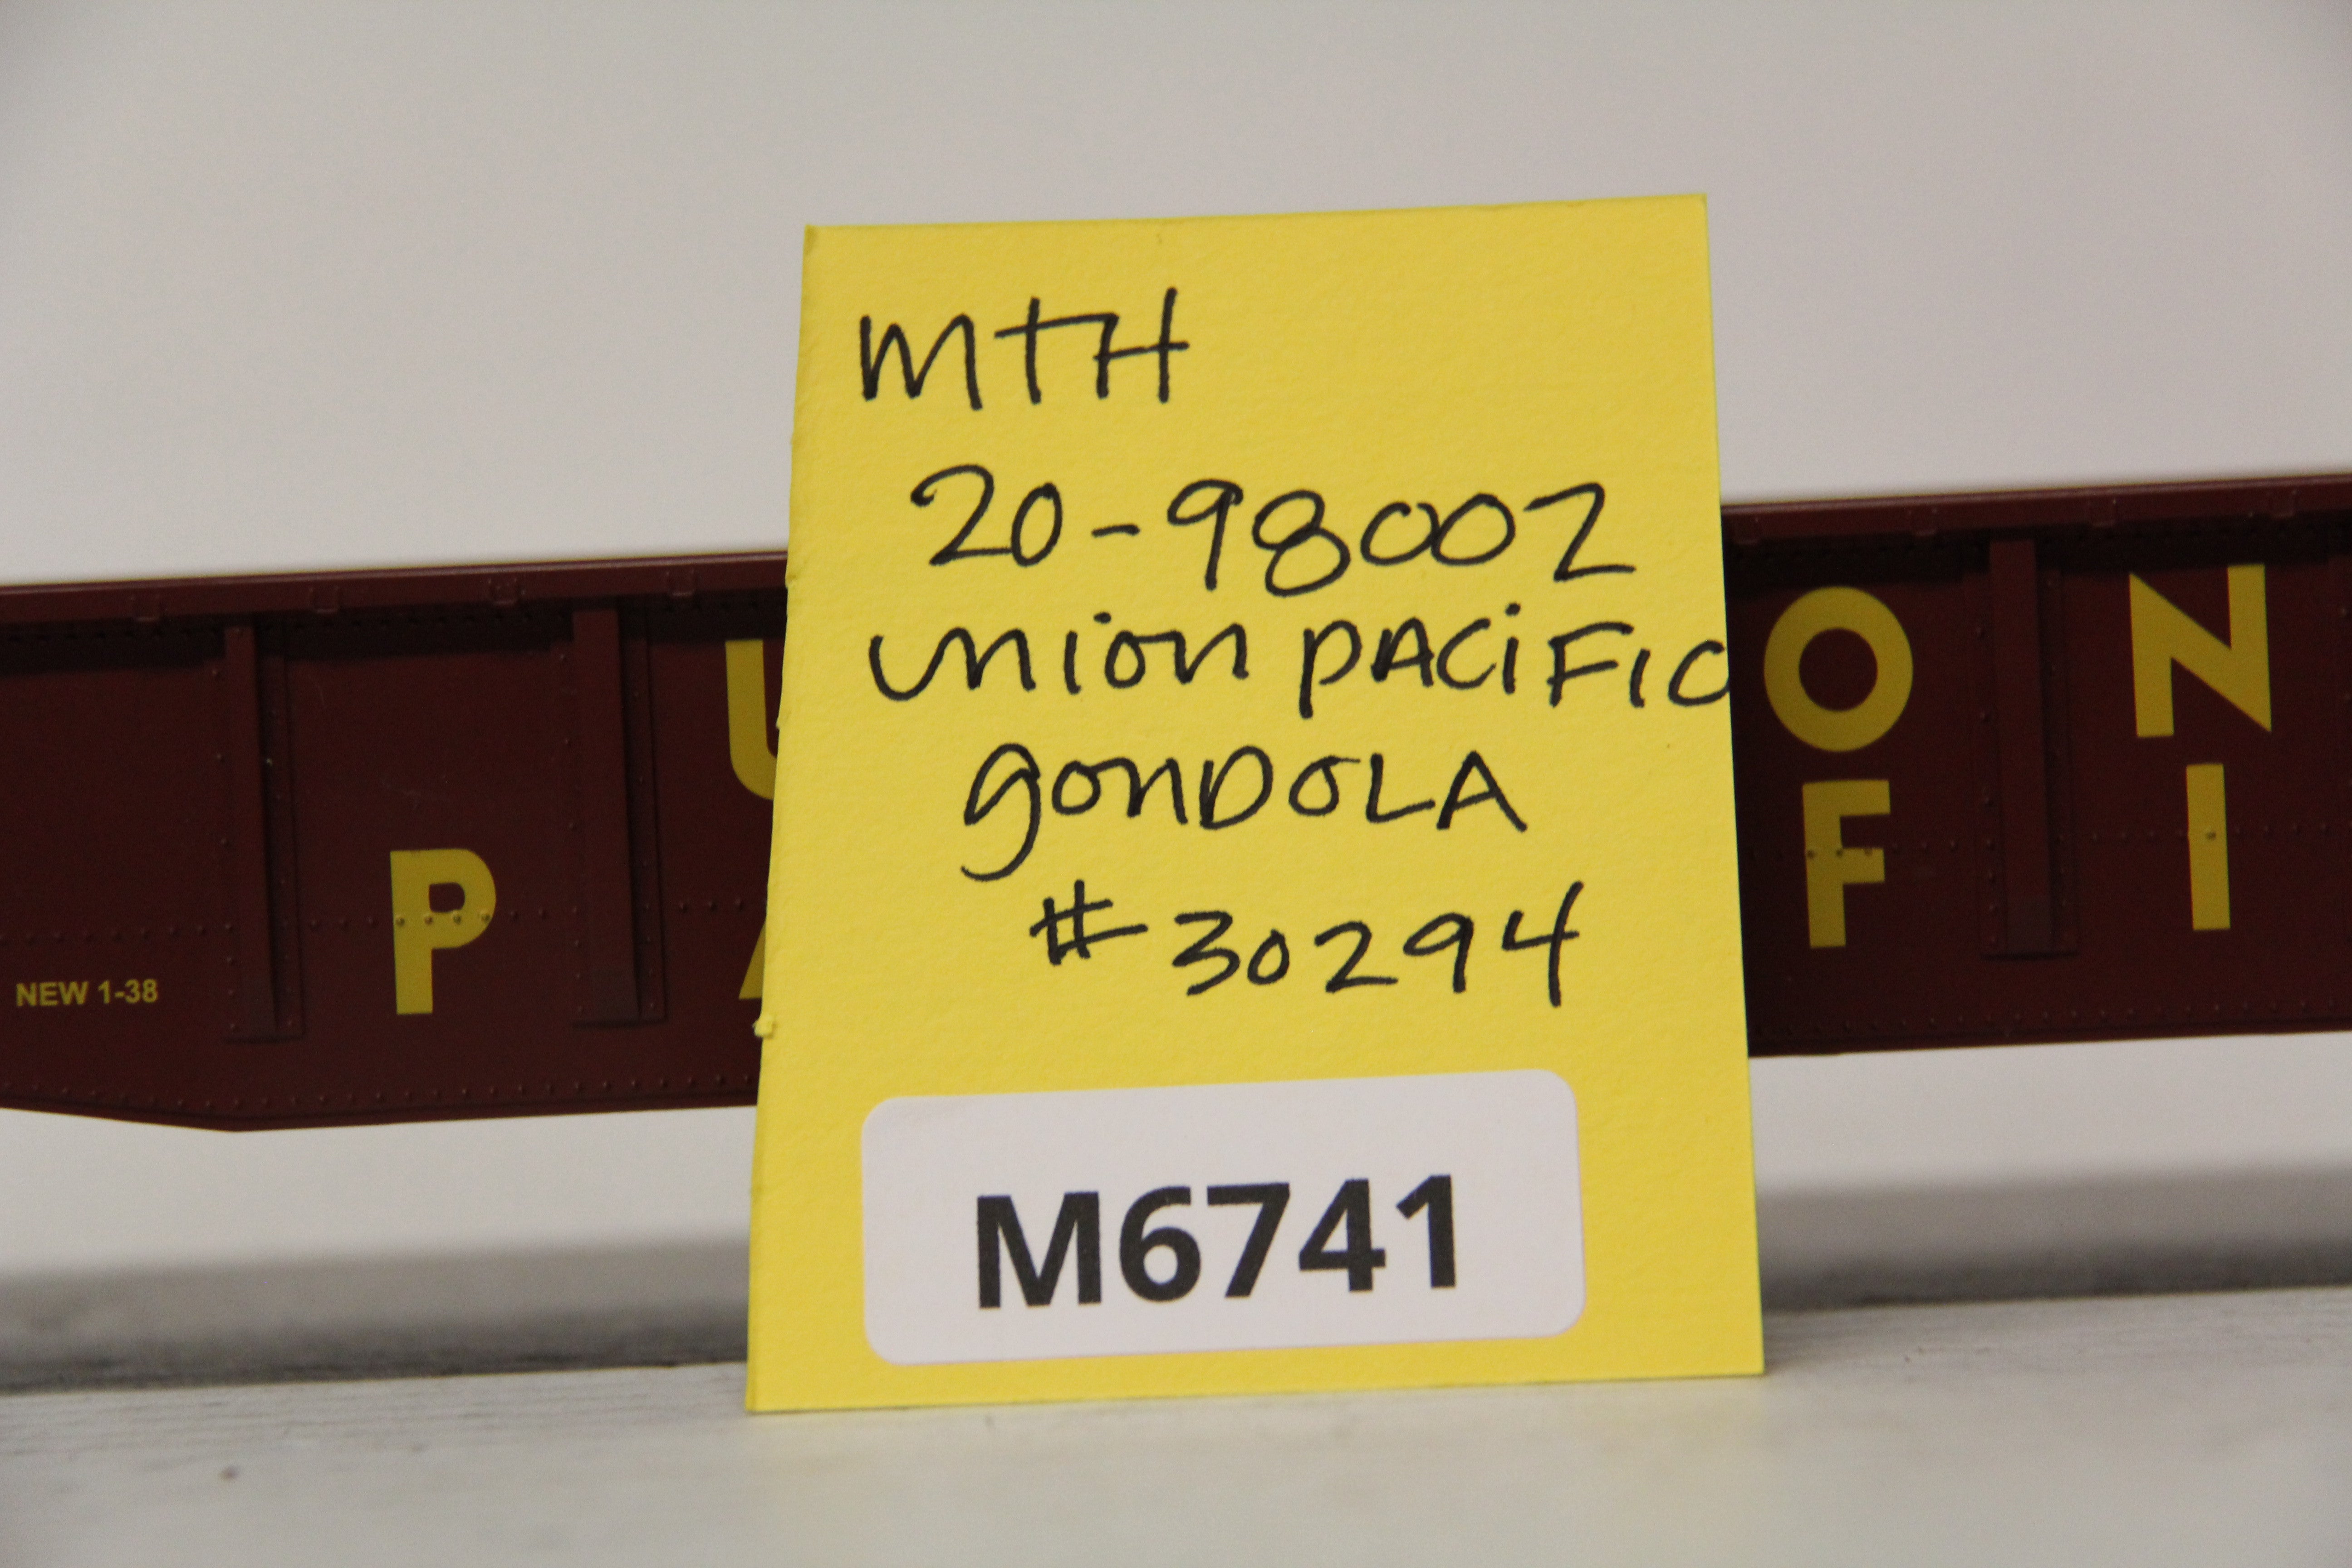 MTH
20-98002
union pacific
gondola
#30294
M6741
U
O N
P
A
F I
NEW 1-38